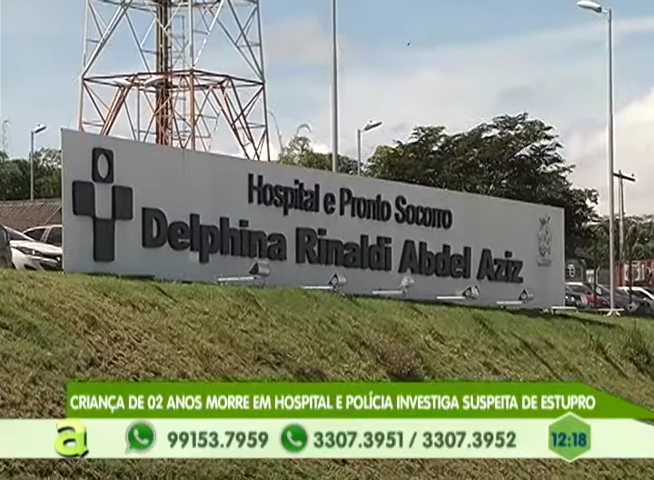 Hospital e Pronto Socorro
Delphina Rinaldi Abdel Aziz
CRIANÇA DE 02 ANOS MORRE EM HOSPITAL E POLÍCIA INVESTIGA SUSPEITA DE ESTUPRO
a 99153.7959 3307.3951 / 3307.3952 12:18